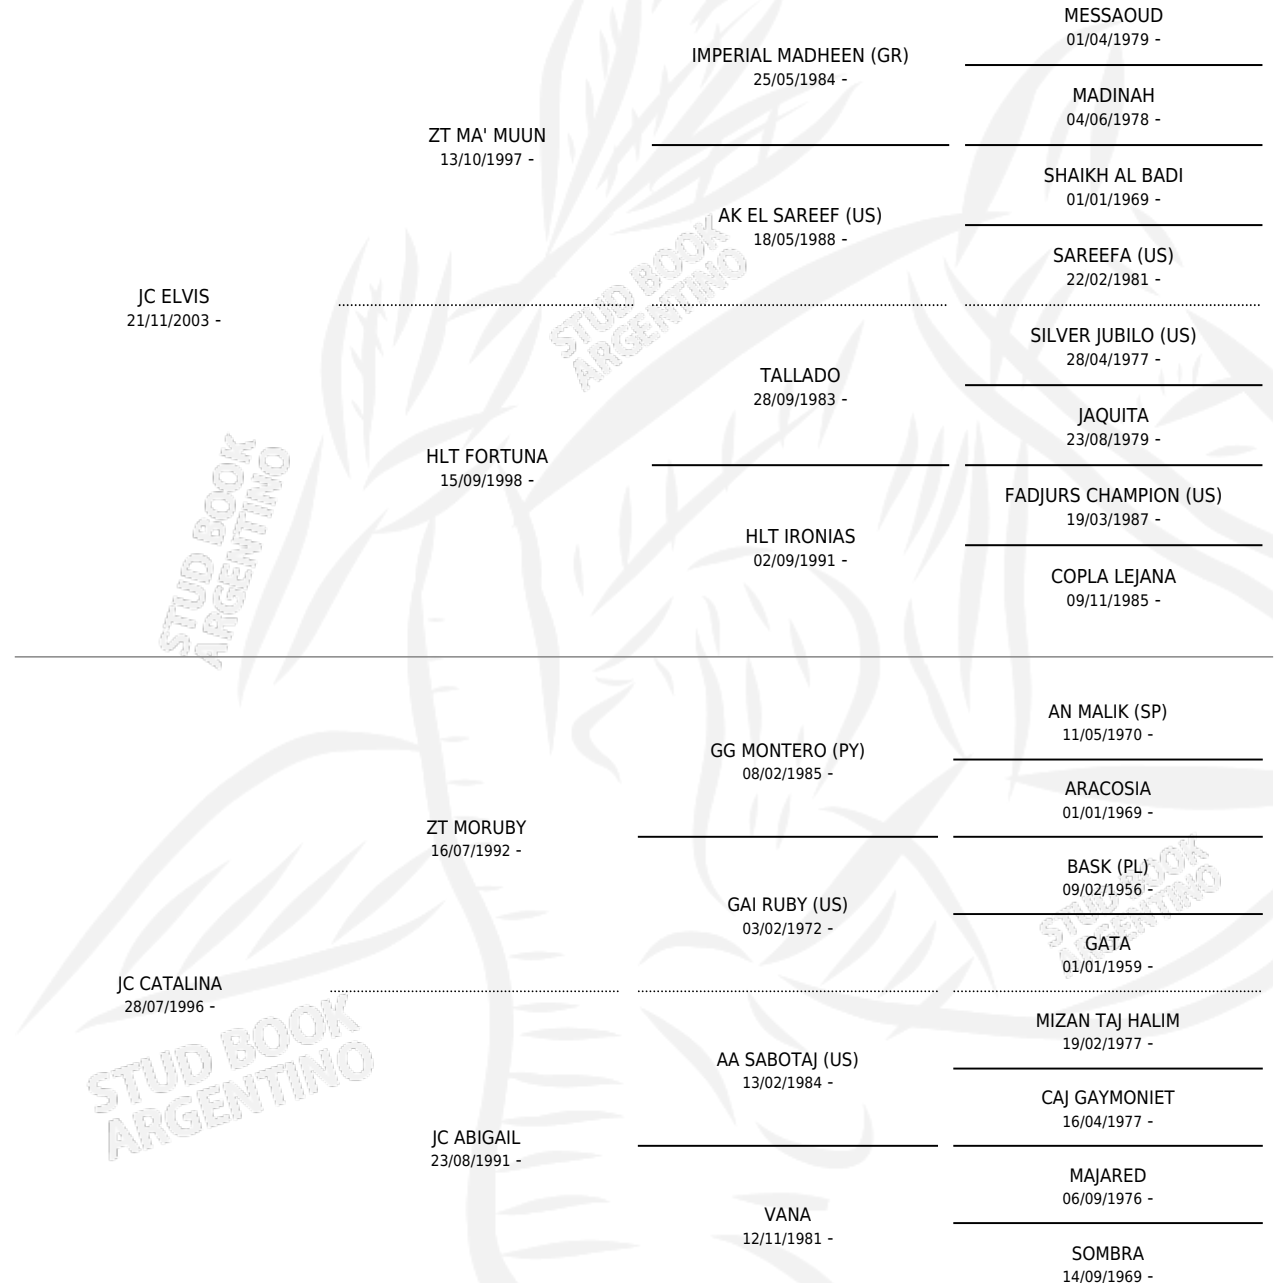 MESSAOUD
01/04/1979 -
IMPERIAL MADHEEN (GR)
25/05/1984 -
MADINAH
04/06/1978 -
ZT MA' MUUN
13/10/1997 -
SHAIKH AL BADI
01/01/1969 -
AK EL SAREEF (US)
18/05/1988 -
SAREEFA (US)
22/02/1981 -
JC ELVIS
21/11/2003 -
SILVER JUBILO (US)
28/04/1977 -
TALLADO
28/09/1983 -
JAQUITA
23/08/1979 -
HLT FORTUNA
15/09/1998 -
FADJURS CHAMPION (US)
19/03/1987 -
HLT IRONIAS
02/09/1991 -
COPLA LEJANA
09/11/1985 -
AN MALIK (SP)
11/05/1970 -
GG MONTERO (PY)
08/02/1985 -
ARACOSIA
01/01/1969 -
ZT MORUBY
16/07/1992 -
BASK (PL)
09/02/1956 -
GAI RUBY (US)
03/02/1972 -
GATA
01/01/1959 -
JC CATALINA
28/07/1996 -
MIZAN TAJ HALIM
19/02/1977 -
AA SABOTAJ (US)
13/02/1984 -
CAJ GAYMONIET
16/04/1977 -
JC ABIGAIL
23/08/1991 -
MAJARED
06/09/1976 -
VANA
12/11/1981 -
SOMBRA
14/09/1969 -
STUD BOOK
ARGENTINO
STUD BOOK
ARGENTINO
STUD BOOK
ARGENTINO
STUD BOOK
ARGENTINO